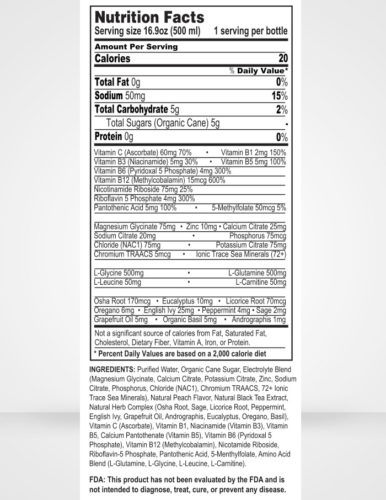 Nutrition Facts
Serving size 16.9oz (500 ml) 1 serving per bottle
Amount Per Serving
Calories 20
% Daily Value*
Total Fat 0g 0%
Sodium 50mg 15%
Total Carbohydrate 5g 2%
Total Sugars (Organic Cane) 5g -
Protein 0g 0%
Vitamin C (Ascorbate) 60mg 70% • Vitamin B1 2mg 150%
Vitamin B3 (Niacinamide) 5mg 30% • Vitamin B5 5mg 100%
Vitamin B6 (Pyridoxal 5 Phosphate) 4mg 300%
Vitamin B12 (Methylcobalamin) 15mcg 600%
Nicotinamide Riboside 75mg 25%
Riboflavin 5 Phosphate 4mg 300%
Pantothenic Acid 5mg 100% • 5-Methylfolate 50mcg 5%
Magnesium Glycinate 75mg • Zinc 10mg • Calcium Citrate 25mg
Sodium Citrate 20mg • Phosphorus 75mcg
Chloride (NAC1) 75mg • Potassium Citrate 75mg
Chromium TRAACS 5mcg • Ionic Trace Sea Minerals (72+)
L-Glycine 500mg • L-Glutamine 500mg
L-Leucine 50mg • L-Carnitine 50mg
Osha Root 170mcg • Eucalyptus 10mg • Licorice Root 70mcg
Oregano 6mg • English Ivy 25mg • Peppermint 4mg • Sage 2mg
Grapefruit Oil 5mg • Organic Basil 5mg • Andrographis 1mg
Not a significant source of calories from Fat, Saturated Fat,
Cholesterol, Dietary Fiber, Vitamin A, Iron, or Protein.
* Percent Daily Values are based on a 2,000 calorie diet
INGREDIENTS: Purified Water, Organic Cane Sugar, Electrolyte Blend
(Magnesium Glycinate, Calcium Citrate, Potassium Citrate, Zinc, Sodium
Citrate, Phosphorus, Chloride (NAC1), Chromium TRAACS, 72+ Ionic
Trace Sea Minerals), Natural Peach Flavor, Natural Black Tea Extract,
Natural Herb Complex (Osha Root, Sage, Licorice Root, Peppermint,
English Ivy, Grapefruit Oil, Andrographis, Eucalyptus, Oregano, Basil),
Vitamin C (Ascorbate), Vitamin B1, Niacinamide (Vitamin B3), Vitamin
B5, Calcium Pantothenate (Vitamin B5), Vitamin B6 (Pyridoxal 5
Phosphate), Vitamin B12 (Methylcobalamin), Nicotamide Riboside,
Riboflavin-5 Phosphate, Pantothenic Acid, 5-Menthylfolate, Amino Acid
Blend (L-Glutamine, L-Glycine, L-Leucine, L-Carnitine).
FDA: This product has not been evaluated by the FDA and is
not intended to diagnose, treat, cure, or prevent any disease.